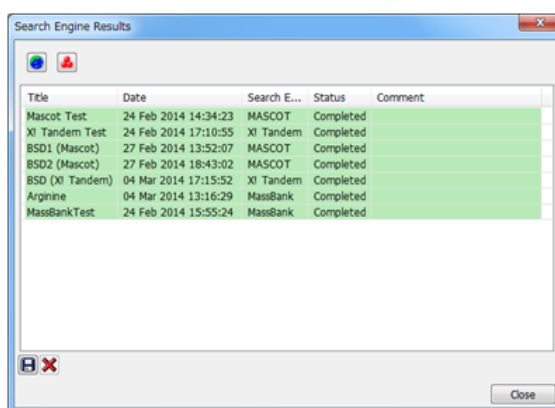 Search Engine Results
Title Date Search E... Status Comment
Mascot Test 24 Feb 2014 14:34:23 MASCOT Completed
X! Tandem Test 24 Feb 2014 17:10:55 X! Tandem Completed
BSD1 (Mascot) 27 Feb 2014 13:52:07 MASCOT Completed
BSD2 (Mascot) 27 Feb 2014 18:43:02 MASCOT Completed
BSD (X! Tandem) 04 Mar 2014 17:15:52 X! Tandem Completed
Arginine 04 Mar 2014 13:16:29 MassBank Completed
MassBankTest 24 Feb 2014 15:55:24 MassBank Completed
Close